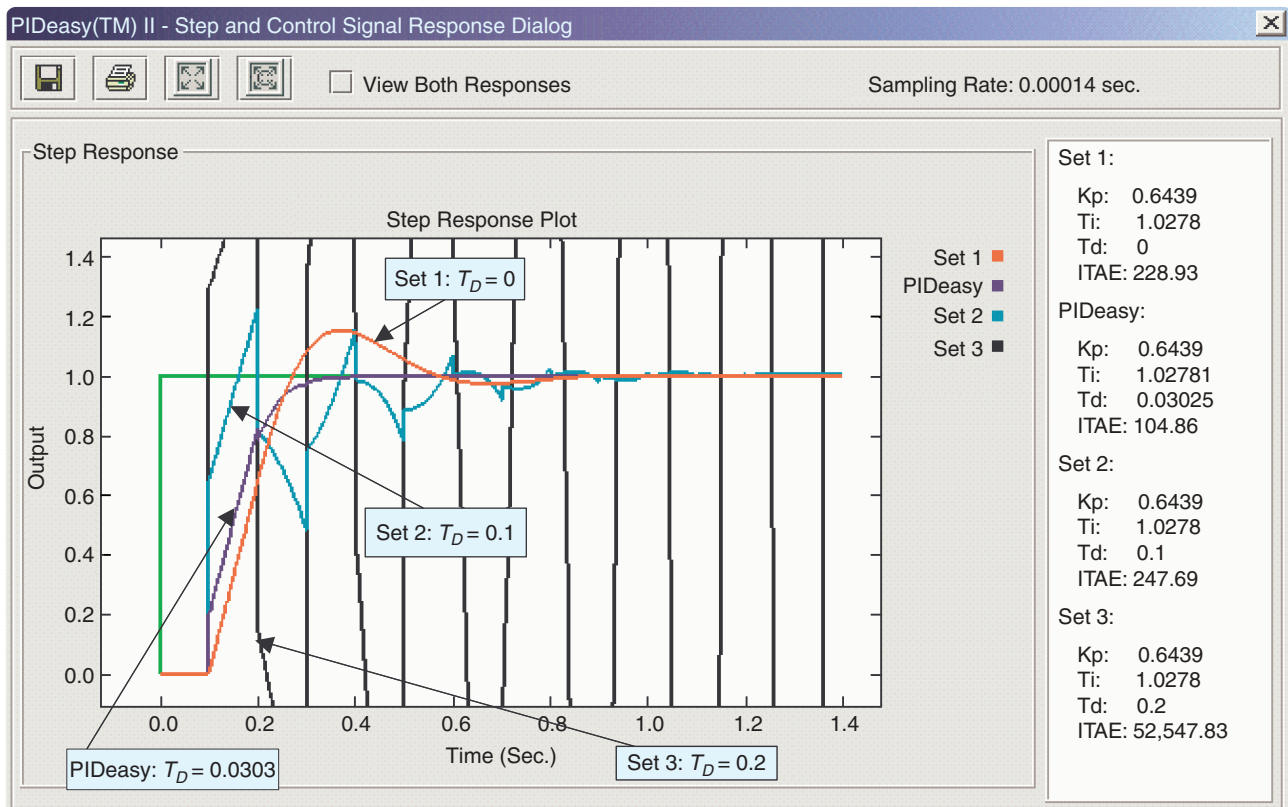 PIDeasy(TM) II - Step and Control Signal Response Dialog
View Both Responses
Sampling Rate: 0.00014 sec.
Step Response
Step Response Plot
1.4
1.2
1.0
0.8
0.6
0.4
0.2
0.0
Output
0.0 0.2 0.4 0.6 0.8 1.0 1.2 1.4
Time (Sec.)
Set 1: TD = 0
Set 2: TD = 0.1
PIDeasy: TD = 0.0303
Set 3: TD = 0.2
Set 1
PIDeasy
Set 2
Set 3
Set 1:
Kp: 0.6439
Ti: 1.0278
Td: 0
ITAE: 228.93
PIDeasy:
Kp: 0.6439
Ti: 1.02781
Td: 0.03025
ITAE: 104.86
Set 2:
Kp: 0.6439
Ti: 1.0278
Td: 0.1
ITAE: 247.69
Set 3:
Kp: 0.6439
Ti: 1.0278
Td: 0.2
ITAE: 52,547.83